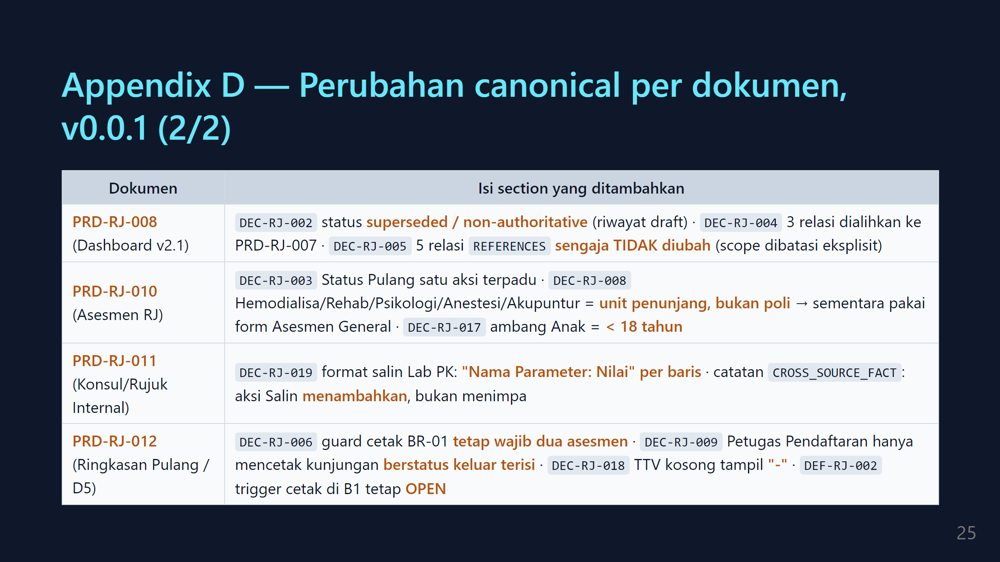 Appendix D — Perubahan canonical per dokumen,
v0.0.1 (2/2)
Dokumen
Isi section yang ditambahkan
PRD-RJ-008
(Dashboard v2.1)
DEC-RJ-002 status superseded / non-authoritative (riwayat draft) · DEC-RJ-004 3 relasi dialihkan ke
PRD-RJ-007 · DEC-RJ-005 5 relasi REFERENCES sengaja TIDAK diubah (scope dibatasi eksplisit)
PRD-RJ-010
(Asesmen RJ)
DEC-RJ-003 Status Pulang satu aksi terpadu · DEC-RJ-008
Hemodialisa/Rehab/Psikologi/Anestesi/Akupuntur = unit penunjang, bukan poli → sementara pakai
form Asesmen General · DEC-RJ-017 ambang Anak = < 18 tahun
PRD-RJ-011
(Konsul/Rujuk
Internal)
DEC-RJ-019 format salin Lab PK: "Nama Parameter: Nilai" per baris · catatan CROSS_SOURCE_FACT:
aksi Salin menambahkan, bukan menimpa
PRD-RJ-012
(Ringkasan Pulang /
D5)
DEC-RJ-006 guard cetak BR-01 tetap wajib dua asesmen · DEC-RJ-009 Petugas Pendaftaran hanya
mencetak kunjungan berstatus keluar terisi · DEC-RJ-018 TTV kosong tampil "-" · DEF-RJ-002
trigger cetak di B1 tetap OPEN
25